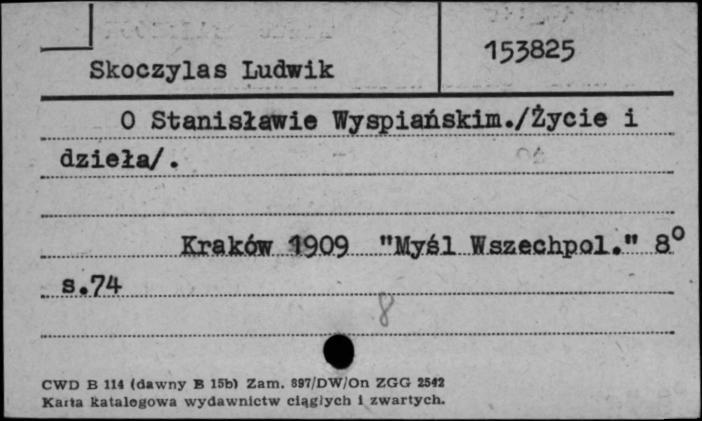 153825
Skoczylas Ludwik
O Stanisławie Wyspiańskim./Życie i
dzieła/.
Kraków 1909 "Myśl Wszechpol." 8°
s.74
8
CWD B 114 (dawny B 15b) Zam. 897/DW/On ZGG 2542
Karta katalogowa wydawnictw ciągłych i zwartych.